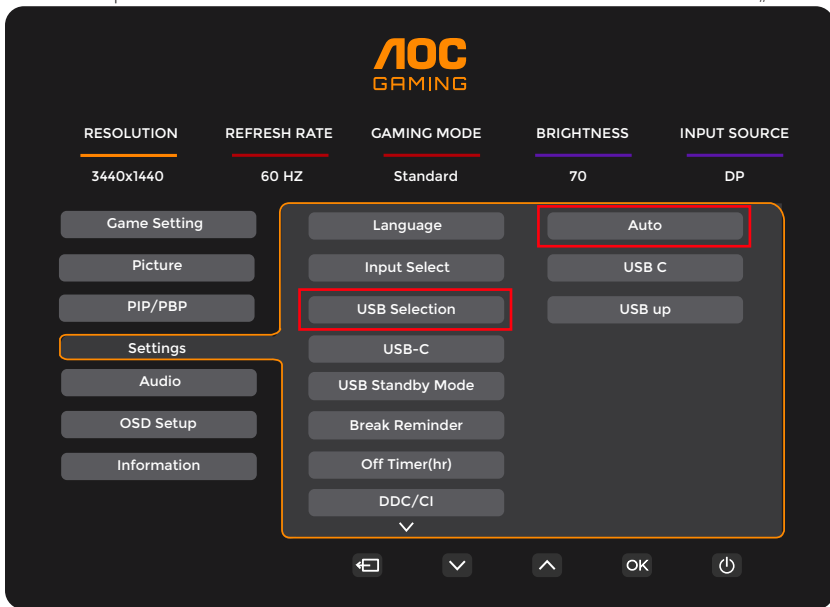 AOC
GAMING
RESOLUTION REFRESH RATE GAMING MODE BRIGHTNESS INPUT SOURCE
3440x1440 60 HZ Standard 70 DP
Game Setting Language Auto
Picture Input Select USB C
PIP/PBP USB Selection USB up
Settings USB-C
Audio USB Standby Mode
OSD Setup Break Reminder
Information Off Timer(hr)
DDC/CI
OK